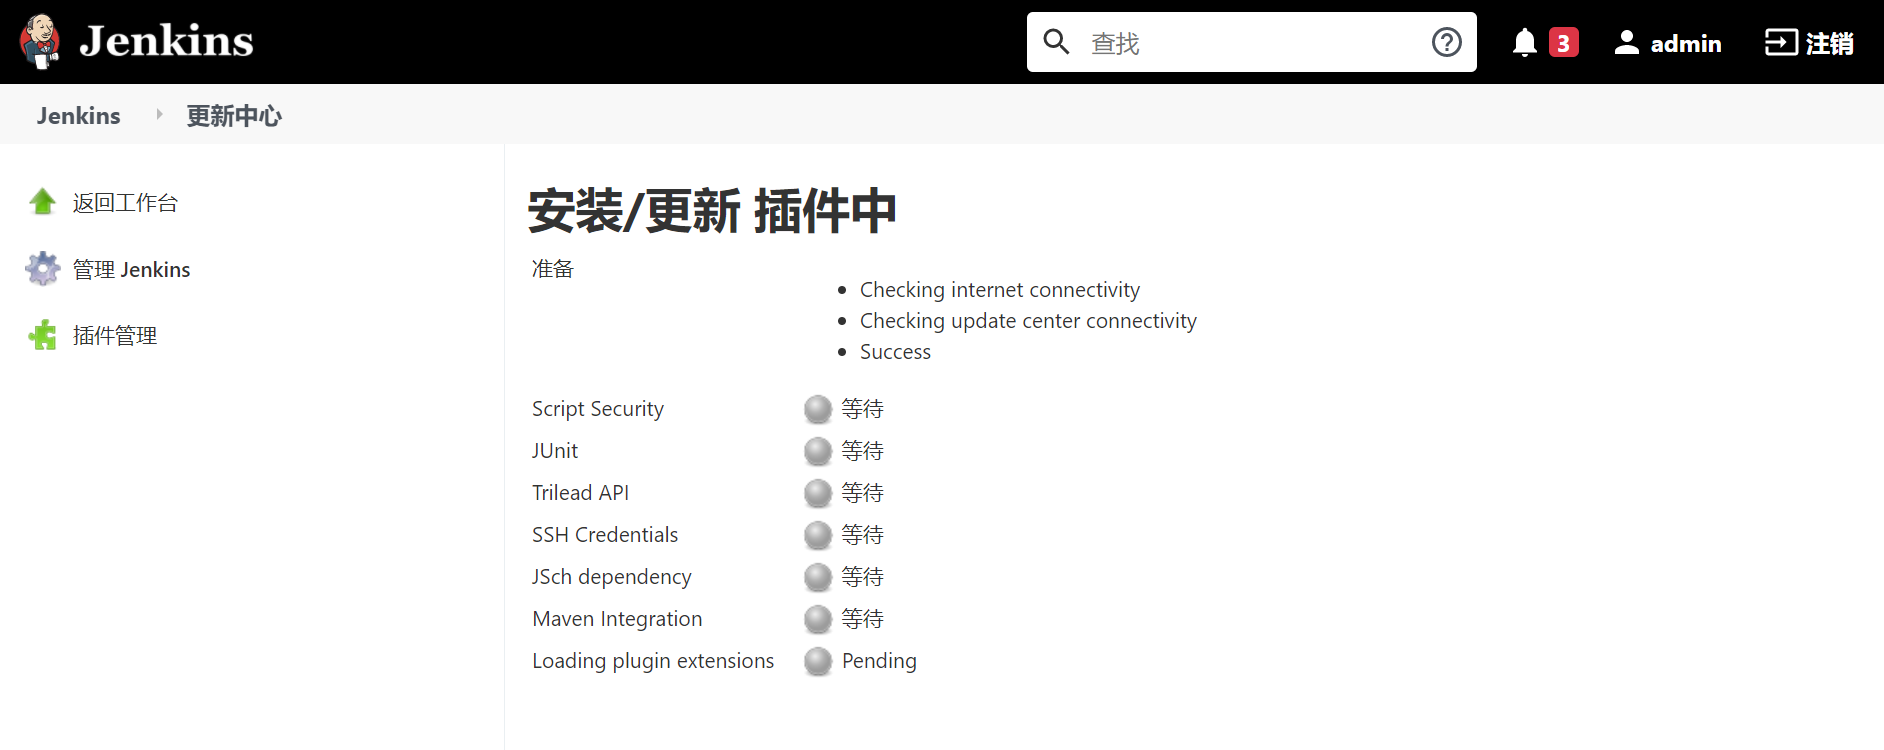 Jenkins
查找
3
admin
注销
Jenkins
更新中心
返回工作台
管理 Jenkins
插件管理
安装/更新 插件中
准备
Checking internet connectivity
Checking update center connectivity
Success
Script Security 等待
JUnit 等待
Trilead API 等待
SSH Credentials 等待
JSch dependency 等待
Maven Integration 等待
Loading plugin extensions Pending